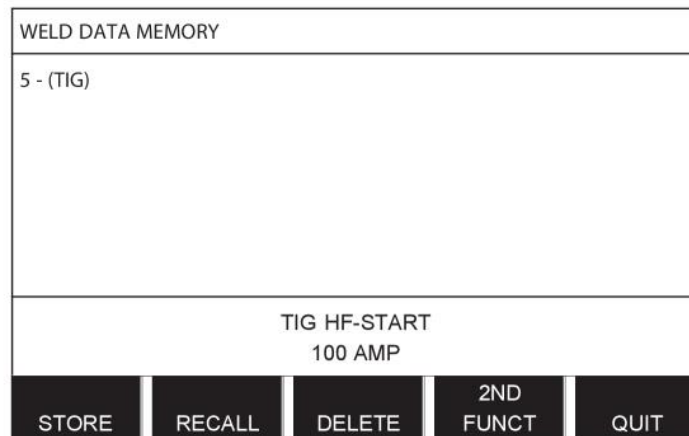 WELD DATA MEMORY
5 - (TIG)
TIG HF-START
100 AMP
STORE
RECALL
DELETE
2ND
FUNCT
QUIT